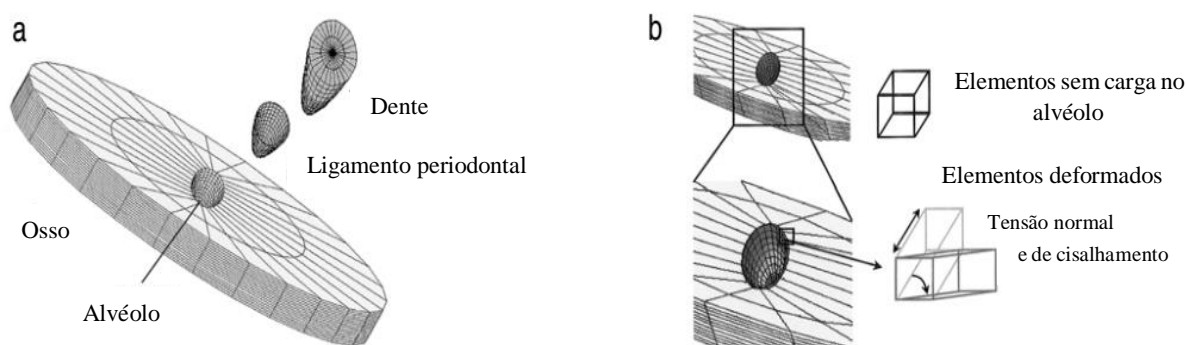 a
Dente
Ligamento periodontal
Osso
Alvéolo
b
Elementos sem carga no
alvéolo
Elementos deformados
Tensão normal
e de cisalhamento